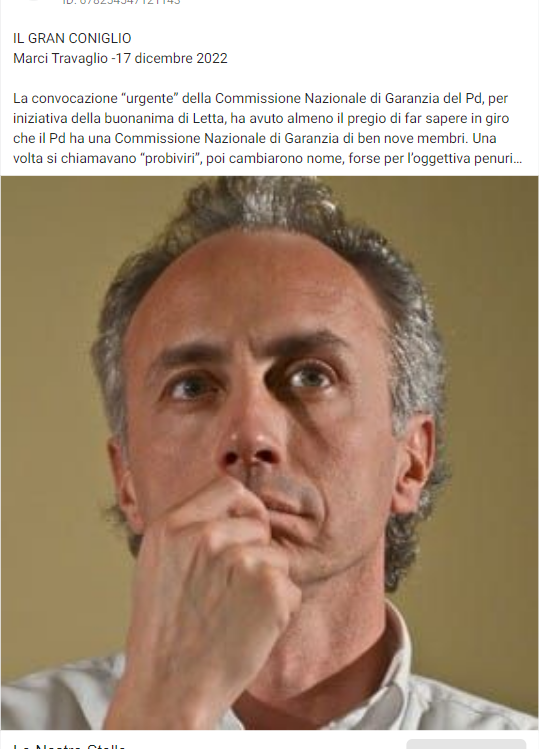 IL GRAN CONIGLIO
Marci Travaglio -17 dicembre 2022
La convocazione “urgente” della Commissione Nazionale di Garanzia del Pd, per
iniziativa della buonanima di Letta, ha avuto almeno il pregio di far sapere in giro
che il Pd ha una Commissione Nazionale di Garanzia di ben nove membri. Una
volta si chiamavano “probiviri”, poi cambiarono nome, forse per l’oggettiva penuri...